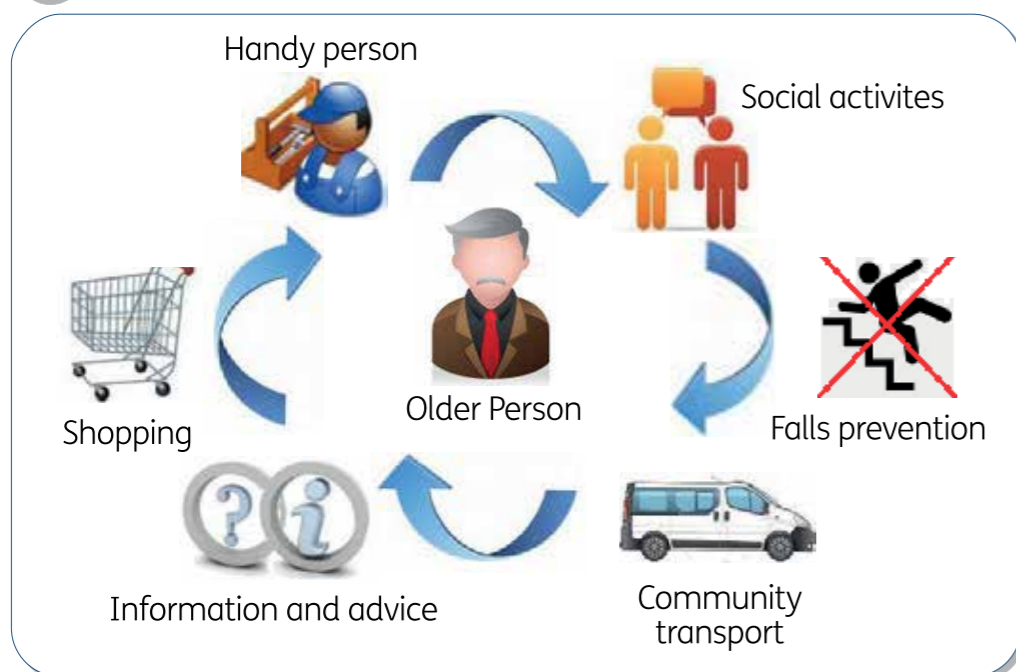 Handy person
Social activites
Falls prevention
Community
transport
Information and advice
Shopping
Older Person